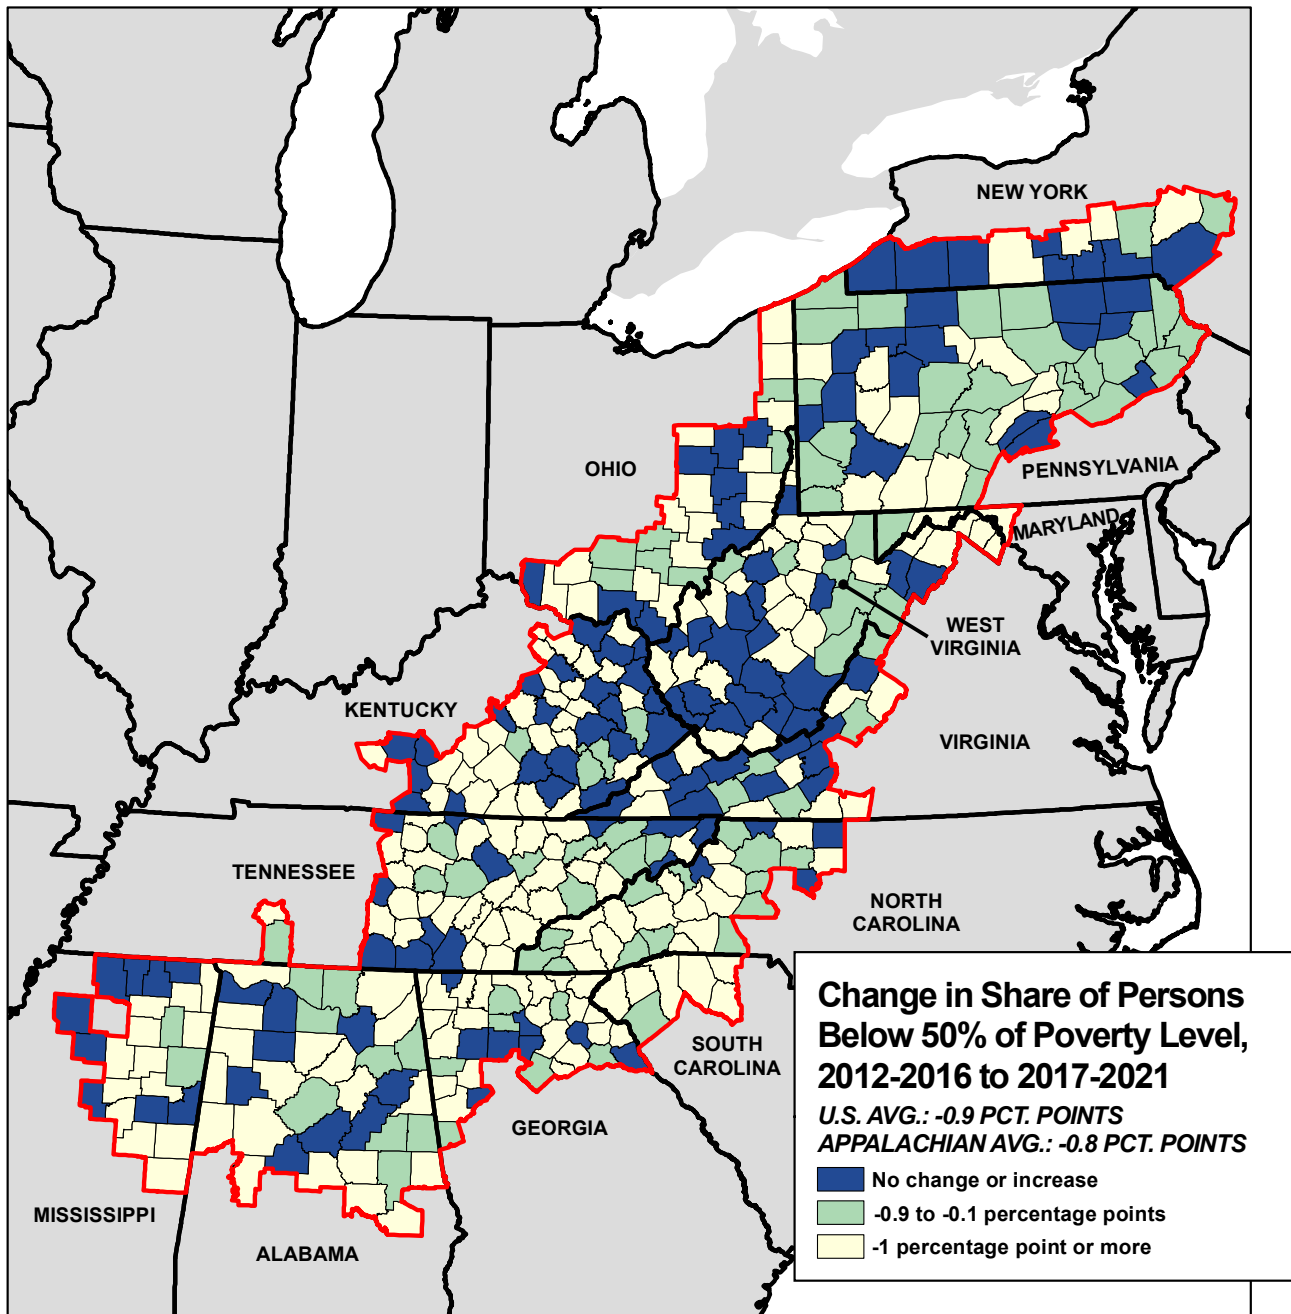 NEW YORK
OHIO
PENNSYLVANIA
MARYLAND
WEST
VIRGINIA
KENTUCKY
VIRGINIA
TENNESSEE
NORTH
CAROLINA
SOUTH
CAROLINA
GEORGIA
MISSISSIPPI
ALABAMA
Change in Share of Persons
Below 50% of Poverty Level,
2012-2016 to 2017-2021
U.S. AVG.: -0.9 PCT. POINTS
APPALACHIAN AVG.: -0.8 PCT. POINTS
No change or increase
-0.9 to -0.1 percentage points
-1 percentage point or more